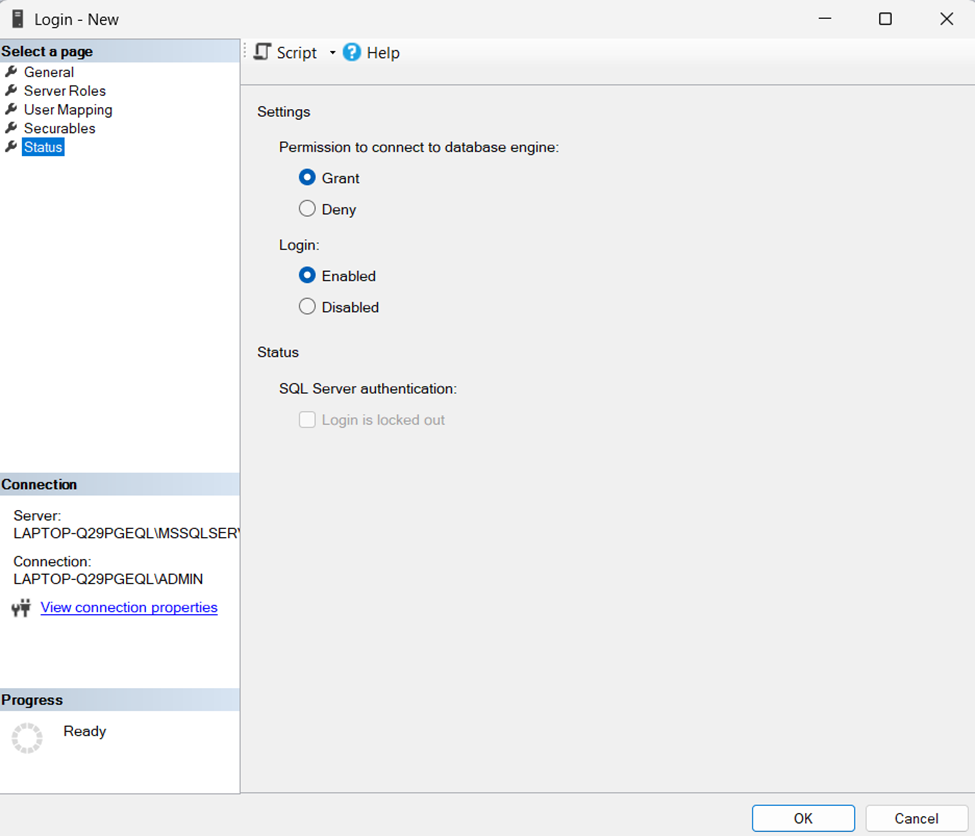 Login - New
Select a page
General
Server Roles
User Mapping
Securables
Status
Script
Help
Settings
Permission to connect to database engine:
Grant
Deny
Login:
Enabled
Disabled
Status
SQL Server authentication:
Login is locked out
Connection
Server:
LAPTOP-Q29PGEQL\MSSQLSER
Connection:
LAPTOP-Q29PGEQL\ADMIN
View connection properties
Progress
Ready
OK
Cancel